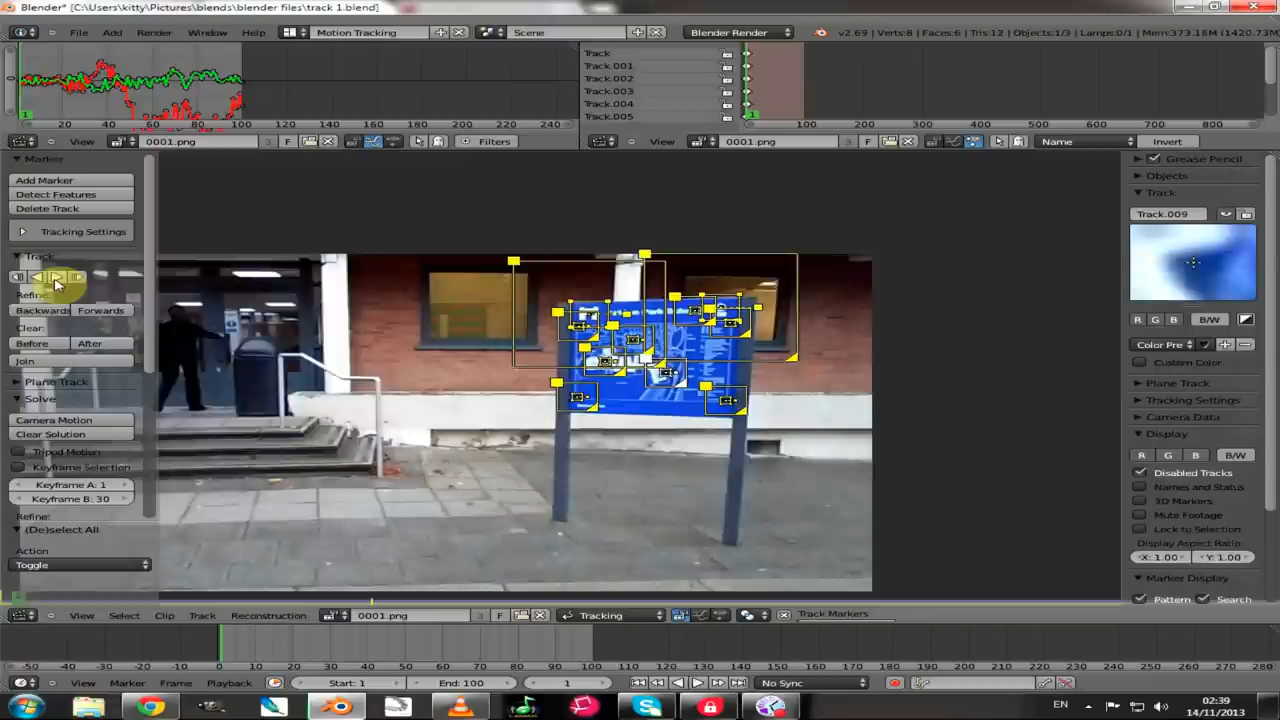 Blender* [C:\Users\kitty\Pictures\blends\blender files\track 1.blend]
File Add Render Window Help Motion Tracking Scene Blender Render v2.69 | Verts:8 | Faces:6 | Tris:12 | Objects:1/3 | Lamps:0/1 | Mem:373.16M (1420.73M
Track
Track.001
Track.002
Track.003
Track.004
Track.005
1
20 40 60 80 100 120 140 160 180 200 220 240
1
100 200 300 400 500 600 700 800
View 0001.png 3 F Filters
View 0001.png 3 F Name Invert
Marker
Add Marker
Detect Features
Delete Track
Tracking Settings
Track
Refine:
Backwards Forwards
Clear:
Before After
Join
Plane Track
Solve
Camera Motion
Clear Solution
Tripod Motion
Keyframe Selection
Keyframe A: 1
Keyframe B: 30
Refine:
(De)select All
Action
Toggle
Grease Pencil
Objects
Track
Track.009
R G B B/W
Color Pre
Custom Color
Plane Track
Tracking Settings
Camera Data
Display
R G B B/W
Disabled Tracks
Names and Status
3D Markers
Mute Footage
Lock to Selection
Display Aspect Ratio:
X: 1.00 Y: 1.00
Marker Display
Pattern Search
View Select Clip Track Reconstruction 0001.png 3 F Tracking Track Markers
-50 -40 -30 -20 -10 0 10 20 30 40 50 60 70 80 90 100 110 120 130 140 150 160 170 180 190 200 210 220 230 240 250 260 270 280
View Marker Frame Playback Start: 1 End: 100 1 No Sync
EN
02:39
14/11/2013